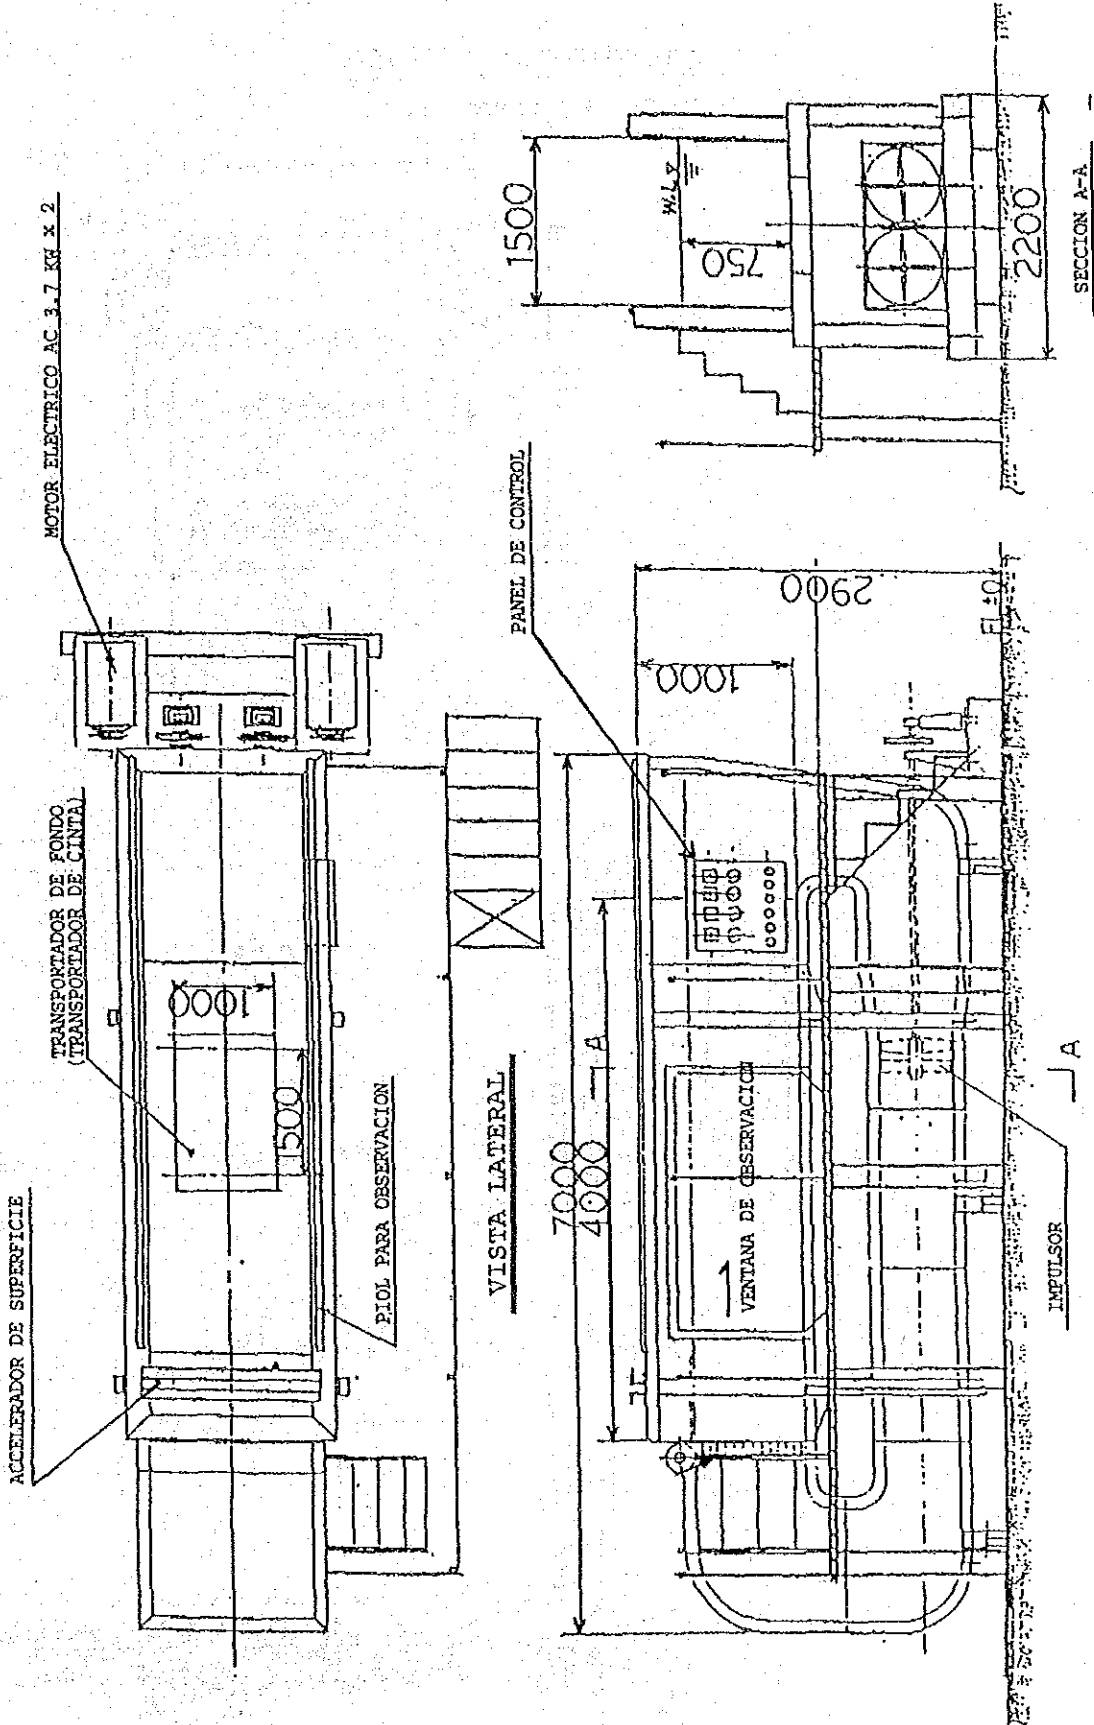 ACCELERADOR DE SUPERFICIE
TRANSPORTADOR DE FONDO
(TRANSPORTADOR DE CINTA)
MOTOR ELECTRICO AC 3.7 KW x 2
1000
1500
PIOL PARA OBSERVACION
VISTA LATERAL
PANEL DE CONTROL
7000
4000
A
VENTANA DE OBSERVACION
1000
2900
FL ±0
IMPULSOR
A
1500
W.L
750
2200
SECCION A-A